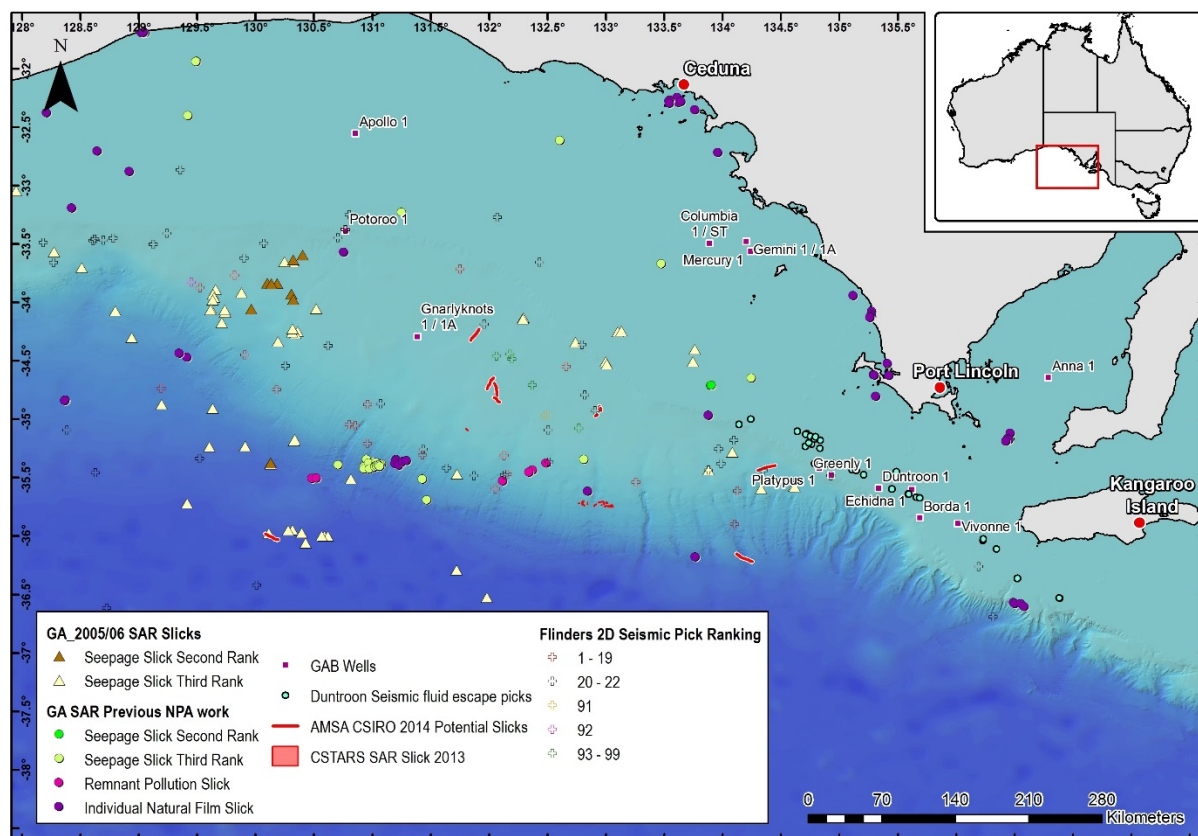 128°
128.5°
129°
129.5°
130°
130.5°
131°
131.5°
132°
132.5°
133°
133.5°
134°
134.5°
135°
135.5°
N
-32°
-32.5°
-33°
-33.5°
-34°
-34.5°
-35°
-35.5°
-36°
-36.5°
-37°
-37.5°
-38°
Ceduna
Apollo 1
Potoroo 1
Columbia
1 / ST
Mercury 1
Gemini 1 / 1A
Gnarlyknots
1 / 1A
Port Lincoln
Anna 1
Greenly 1
Platypus 1
Duntroon 1
Echidna 1
Borda 1
Vivonne 1
Kangaroo
Island
GA_2005/06 SAR Slicks
Seepage Slick Second Rank
Seepage Slick Third Rank
GA SAR Previous NPA work
Seepage Slick Second Rank
Seepage Slick Third Rank
Remnant Pollution Slick
Individual Natural Film Slick
GAB Wells
Duntroon Seismic fluid escape picks
AMSA CSIRO 2014 Potential Slicks
CSTARS SAR Slick 2013
Flinders 2D Seismic Pick Ranking
1 - 19
20 - 22
91
92
93 - 99
0 70 140 210 280
Kilometers